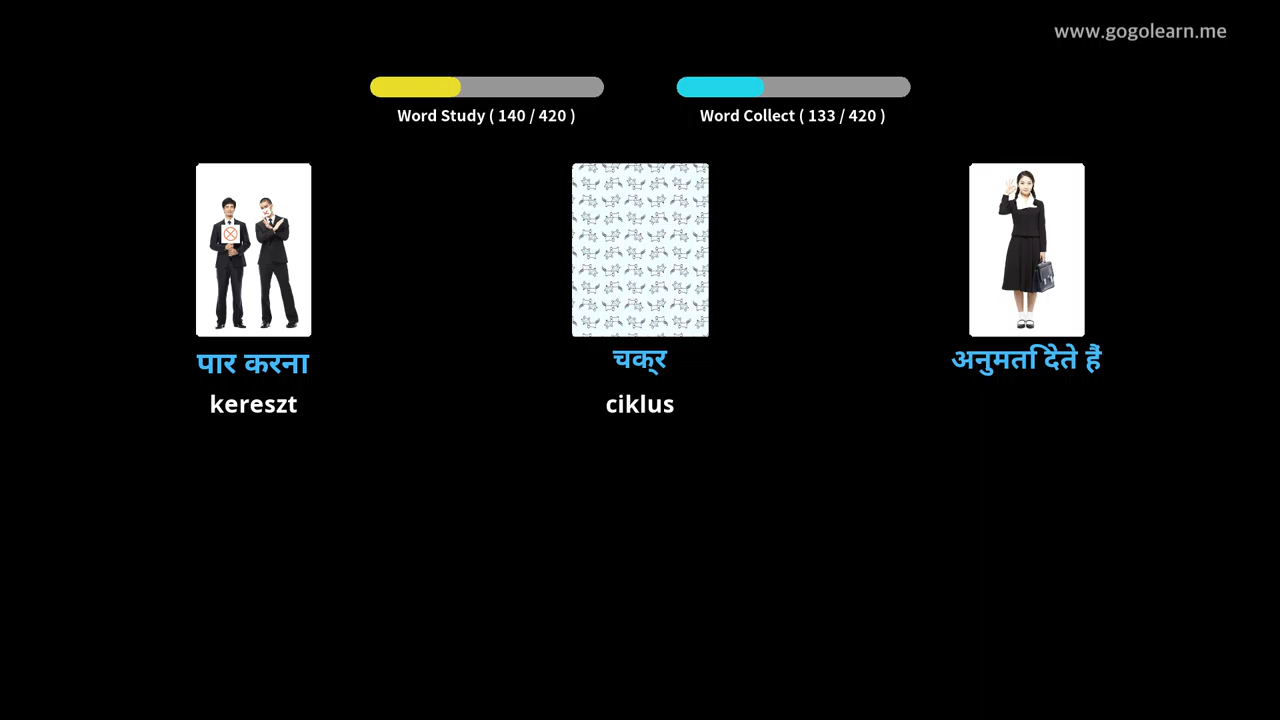 www.gogolearn.me
Word Study ( 140 / 420 )
Word Collect ( 133 / 420 )
पार करना
चक्र
अनुमति देते हैं
kereszt
ciklus